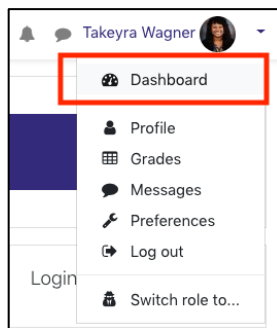 Takeyra Wagner
Dashboard
Profile
Grades
Messages
Preferences
Login
Log out
Switch role to...